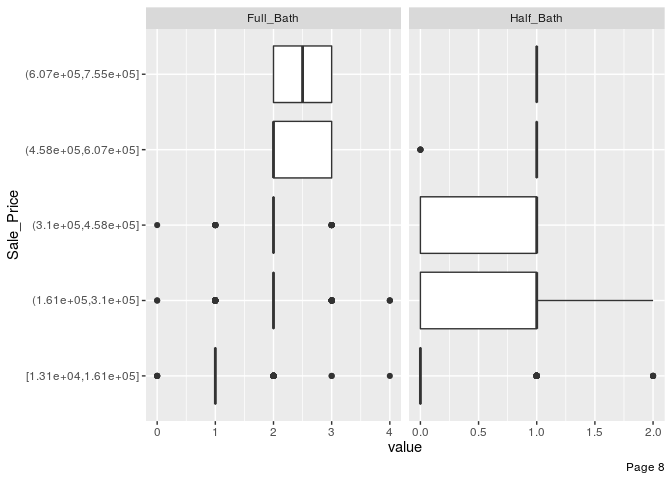 Full_Bath Half_Bath
Sale_Price
(6.07e+05,7.55e+05]
(4.58e+05,6.07e+05]
(3.1e+05,4.58e+05]
(1.61e+05,3.1e+05]
[1.31e+04,1.61e+05]
0 1 2 3 4 0.0 0.5 1.0 1.5 2.0
value
Page 8